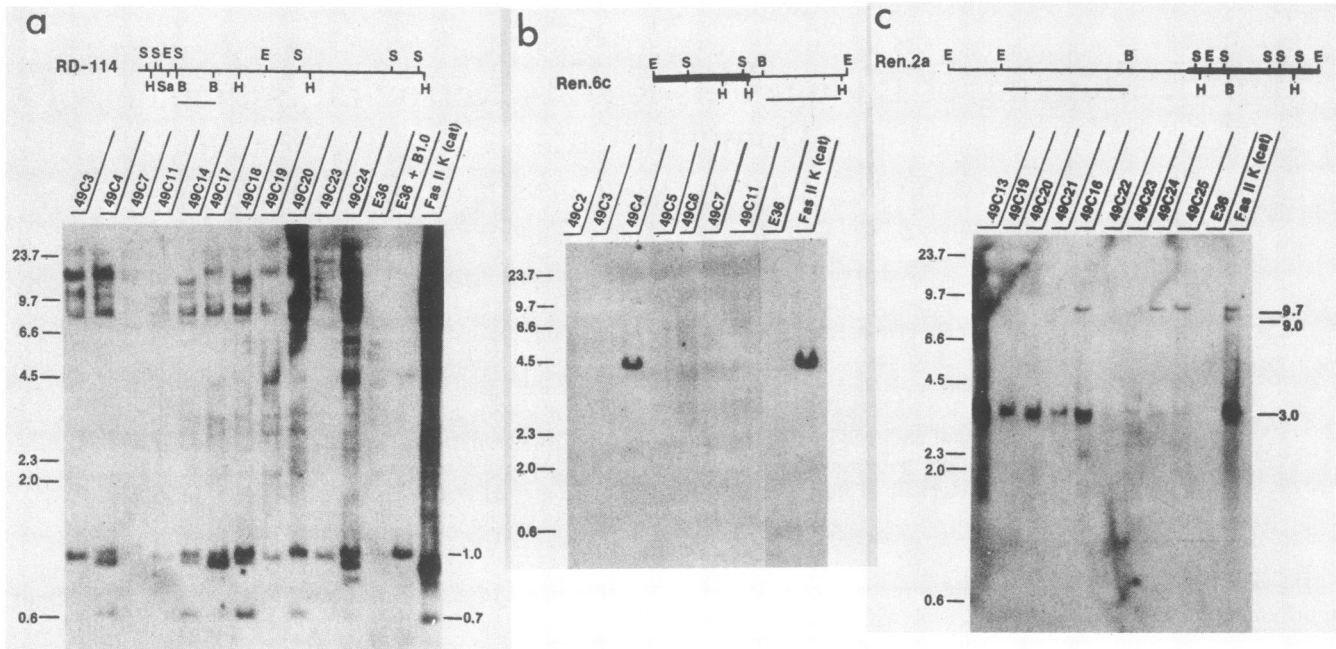 a
S S E S E S S S
RD-114
H Sa B B H H H
49C3 49C4 49C7 49C11 49C14 49C17 49C18 49C19 49C20 49C23 49C24 E36 E36 + B1.0 Fas II K (cat)
23.7
9.7
6.6
4.5
2.3
2.0
0.6
1.0
0.7
b
E S S B E
Ren.6c
H H H
49C2 49C3 49C4 49C5 49C6 49C7 49C11 E36 Fas II K (cat)
23.7
9.7
6.6
4.5
2.3
2.0
0.6
c
E E B S E S S S S E
Ren.2a
H B H
49C13 49C19 49C20 49C21 49C16 49C22 49C23 49C24 49C25 E36 Fas II K (cat)
23.7
9.7
6.6
4.5
2.3
2.0
0.6
9.7
9.0
3.0